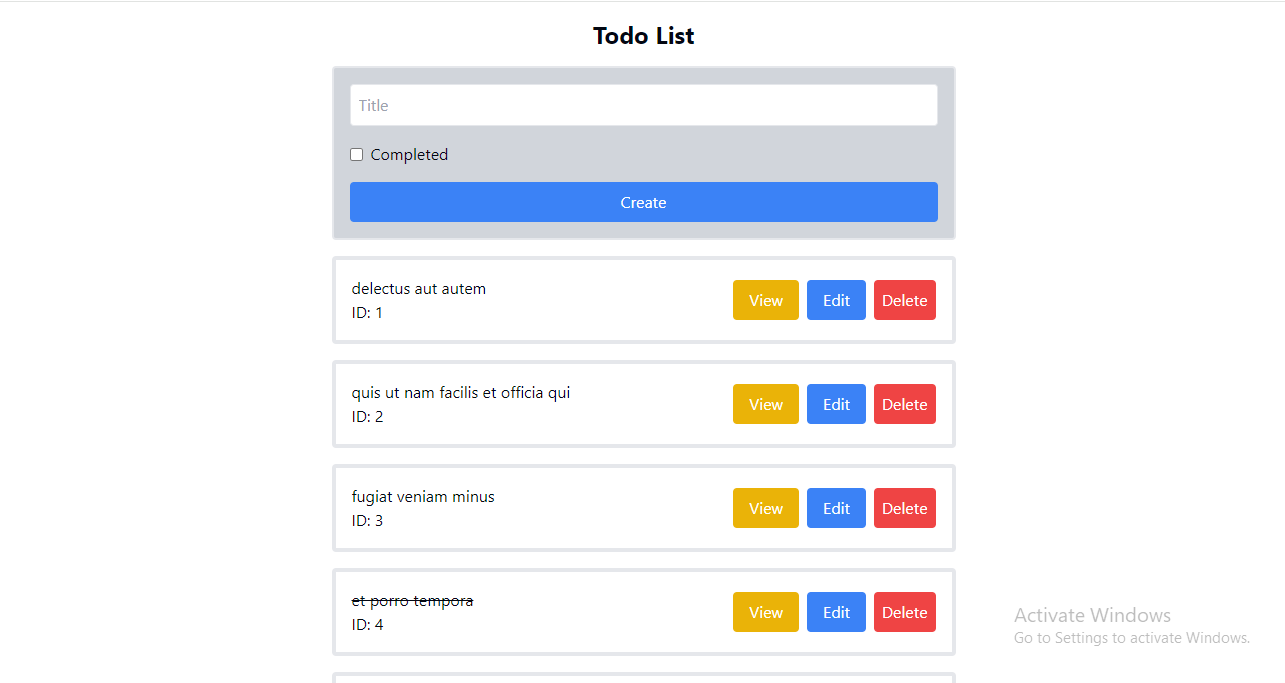 Todo List
Title
Completed
Create
delectus aut autem
ID: 1
View Edit Delete
quis ut nam facilis et officia qui
ID: 2
View Edit Delete
fugiat veniam minus
ID: 3
View Edit Delete
et porro tempora
ID: 4
View Edit Delete
Activate Windows
Go to Settings to activate Windows.